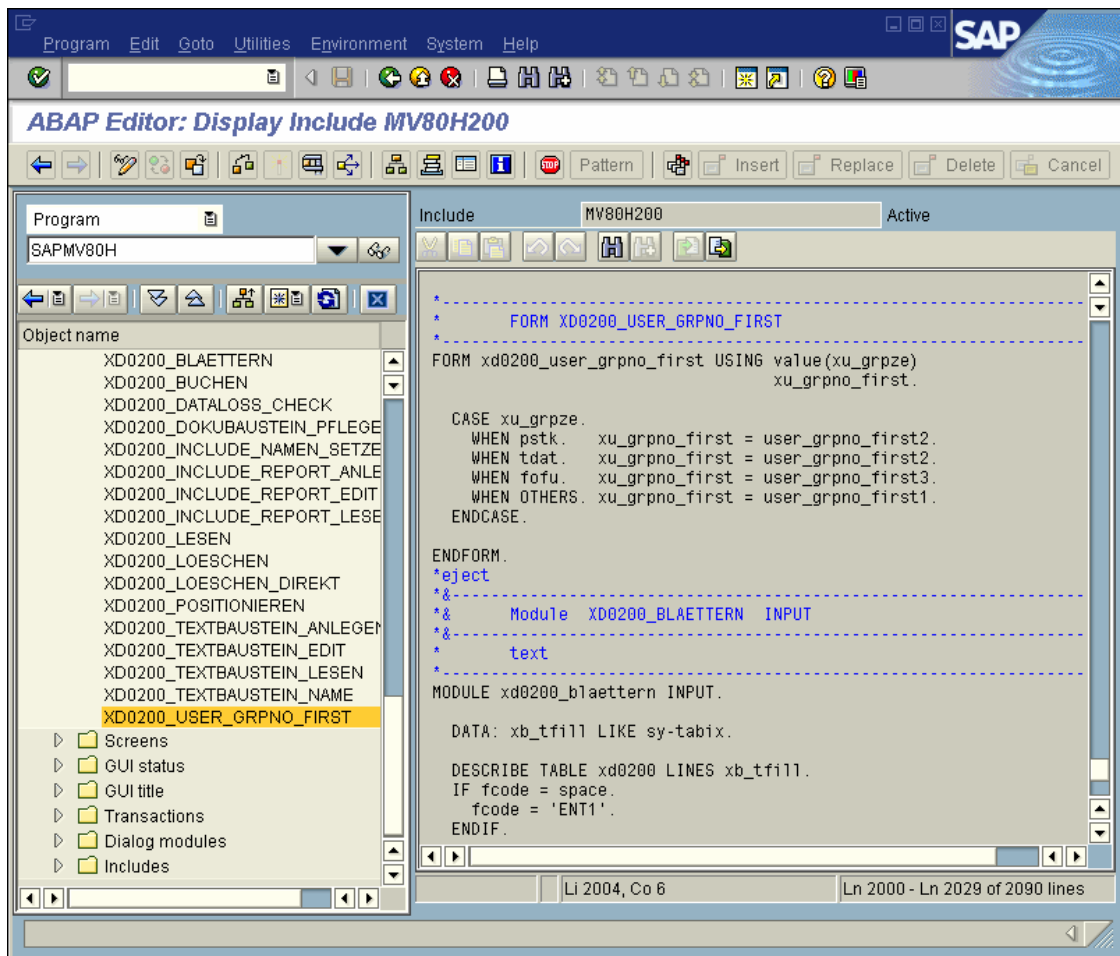 Program Edit Goto Utilities Environment System Help
SAP
ABAP Editor: Display Include MV80H200
STOP Pattern Insert Replace Delete Cancel
Program
SAPMV80H
Object name
XD0200_BLAETTERN
XD0200_BUCHEN
XD0200_DATALOSS_CHECK
XD0200_DOKUBAUSTEIN_PFLEGE
XD0200_INCLUDE_NAMEN_SETZE
XD0200_INCLUDE_REPORT_ANLE
XD0200_INCLUDE_REPORT_EDIT
XD0200_INCLUDE_REPORT_LESE
XD0200_LESEN
XD0200_LOESCHEN
XD0200_LOESCHEN_DIREKT
XD0200_POSITIONIEREN
XD0200_TEXTBAUSTEIN_ANLEGEN
XD0200_TEXTBAUSTEIN_EDIT
XD0200_TEXTBAUSTEIN_LESEN
XD0200_TEXTBAUSTEIN_NAME
XD0200_USER_GRPNO_FIRST
Screens
GUI status
GUI title
Transactions
Dialog modules
Includes
Include MV80H200 Active
*-------------------------------------------------------------------
*       FORM XD0200_USER_GRPNO_FIRST
*-------------------------------------------------------------------
FORM xd0200_user_grpno_first USING value(xu_grpze)
xu_grpno_first.
CASE xu_grpze.
WHEN pstk.   xu_grpno_first = user_grpno_first2.
WHEN tdat.   xu_grpno_first = user_grpno_first2.
WHEN fofu.   xu_grpno_first = user_grpno_first3.
WHEN OTHERS. xu_grpno_first = user_grpno_first1.
ENDCASE.
ENDFORM.
*eject
*&------------------------------------------------------------------
*&      Module  XD0200_BLAETTERN  INPUT
*&------------------------------------------------------------------
*       text
*-------------------------------------------------------------------
MODULE xd0200_blaettern INPUT.
DATA: xb_tfill LIKE sy-tabix.
DESCRIBE TABLE xd0200 LINES xb_tfill.
IF fcode = space.
fcode = 'ENT1'.
ENDIF.
Li 2004, Co 6 Ln 2000 - Ln 2029 of 2090 lines